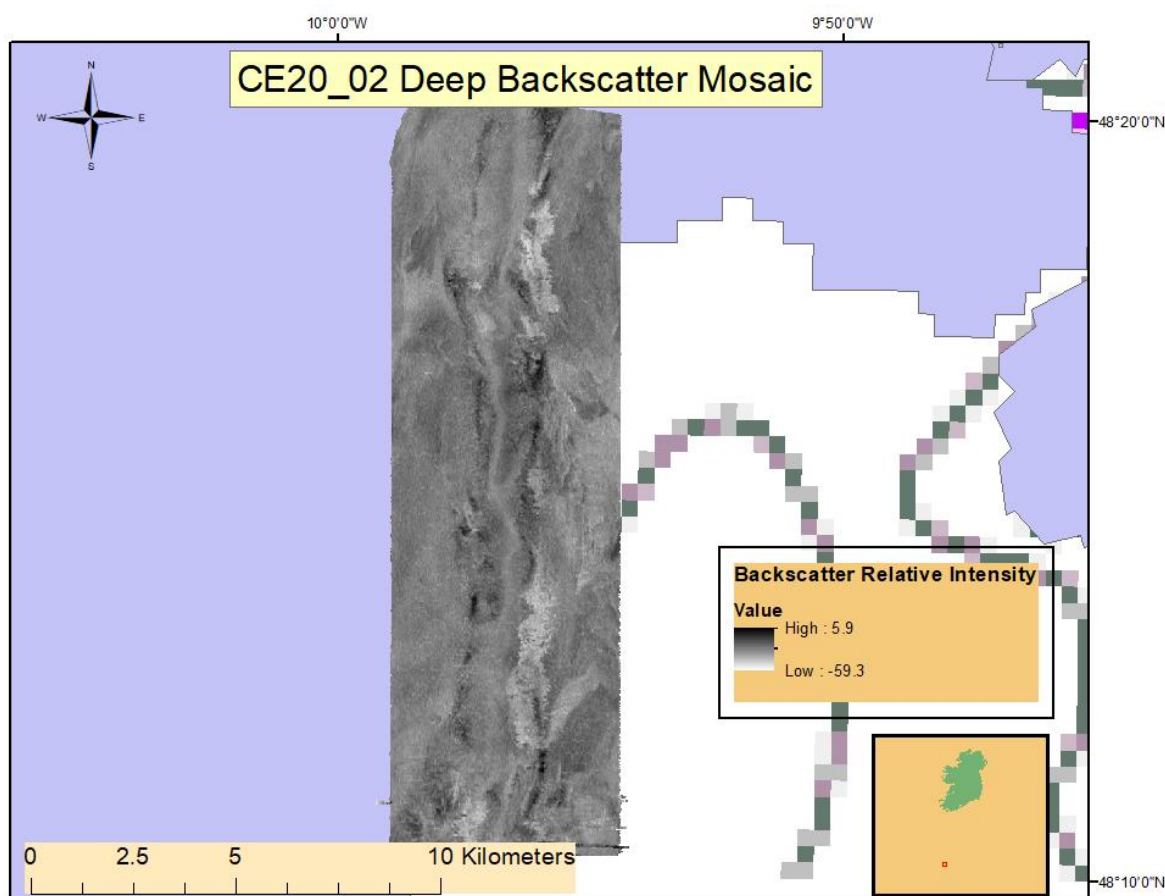 10°0'0"W 9°50'0"W
CE20_02 Deep Backscatter Mosaic
N
W E
S
48°20'0"N
Backscatter Relative Intensity
Value
High : 5.9
Low : -59.3
0 2.5 5 10 Kilometers
48°10'0"N